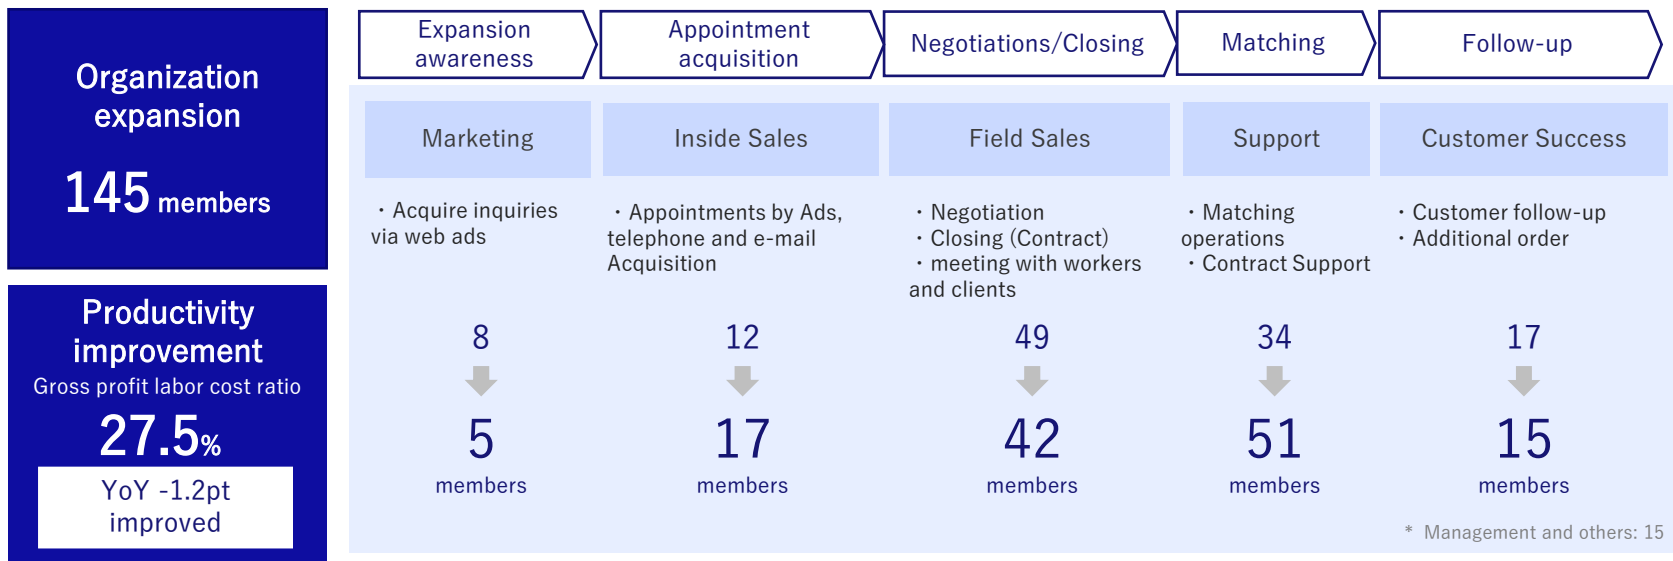 Organization
expansion
145 members
Productivity
improvement
Gross profit labor cost ratio
27.5%
YoY -1.2pt
improved
Expansion
awareness
Appointment
acquisition
Negotiations/Closing
Matching
Follow-up
Marketing
Inside Sales
Field Sales
Support
Customer Success
・Acquire inquiries
via web ads
・Appointments by Ads,
telephone and e-mail
Acquisition
・Negotiation
・Closing (Contract)
・meeting with workers
and clients
・Matching
operations
・Contract Support
・Customer follow-up
・Additional order
8
12
49
34
17
5
17
42
51
15
members
members
members
members
members
* Management and others: 15